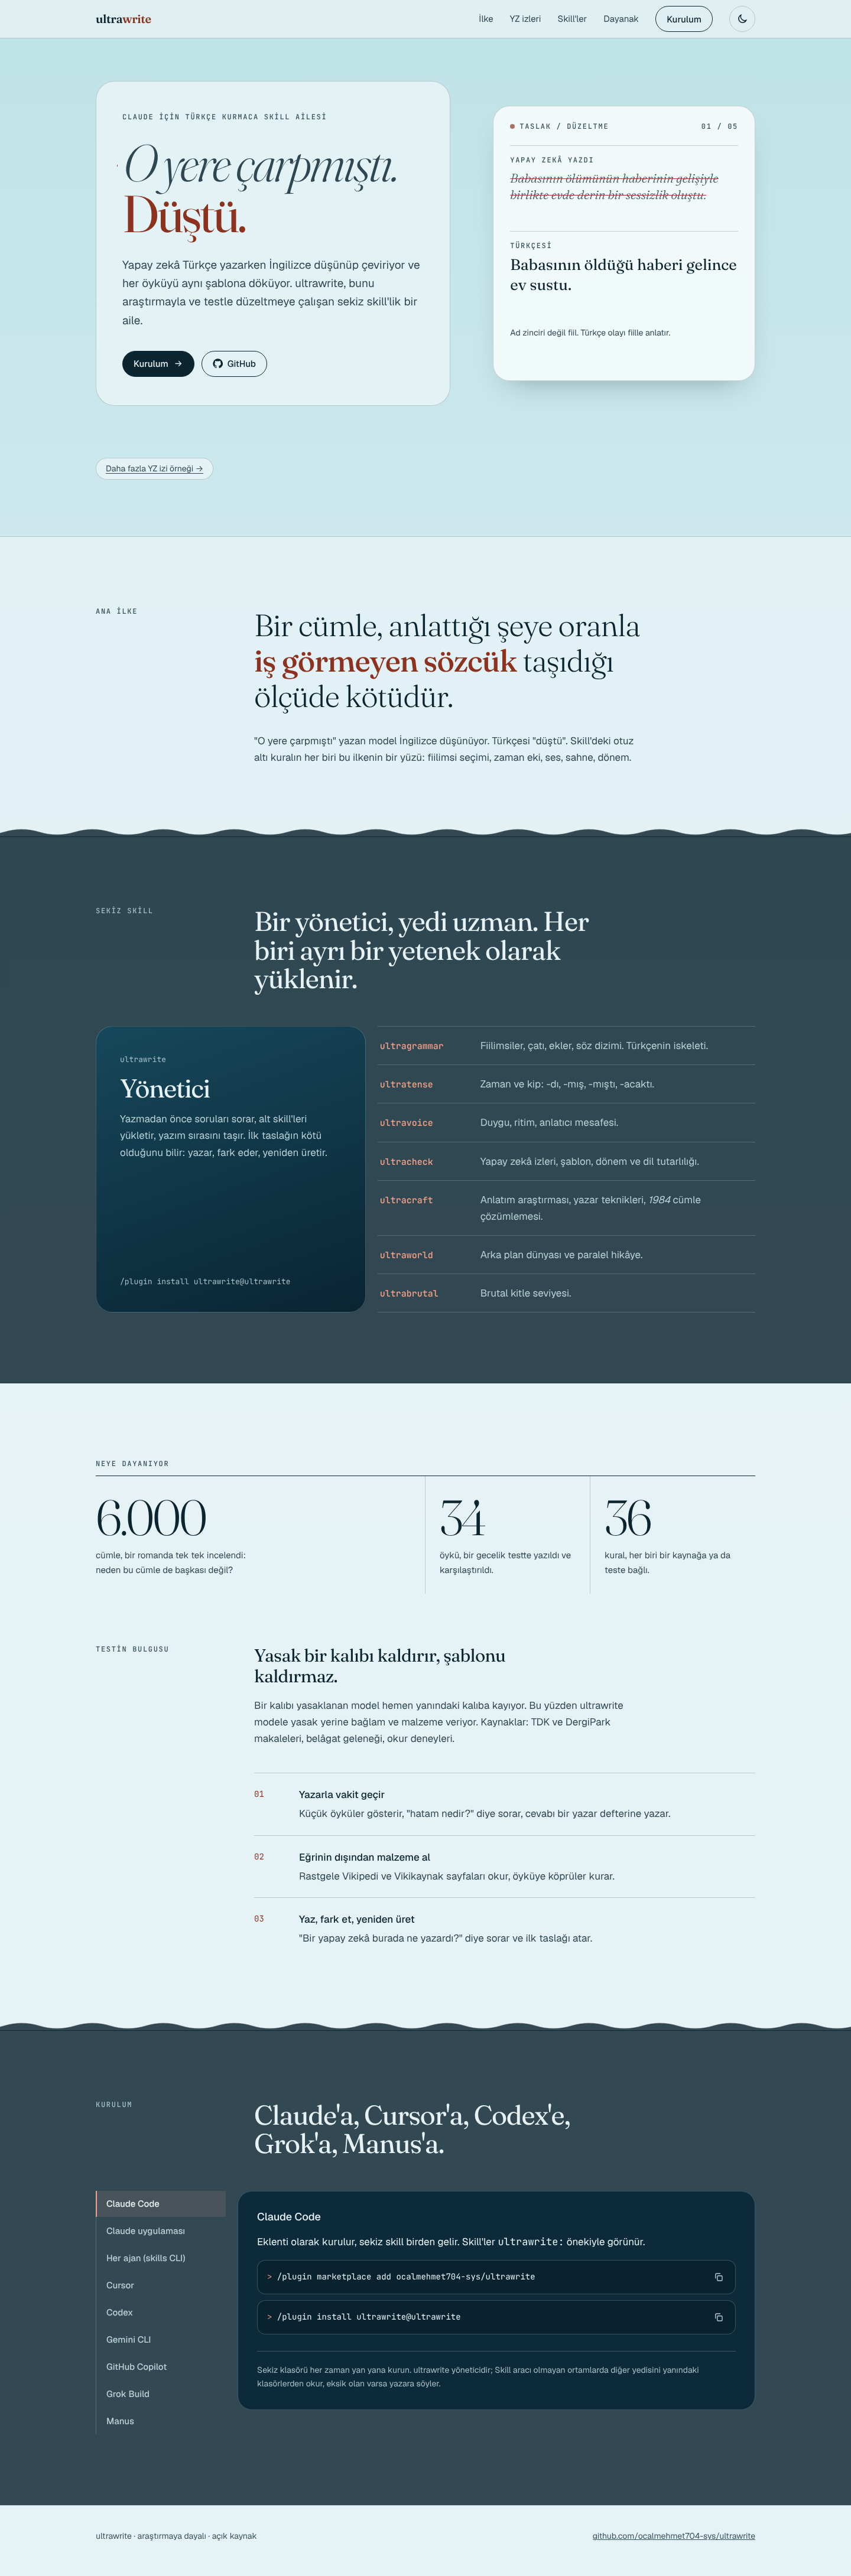 ultrawrite
İlke
YZ izleri
Skill'ler
Dayanak
Kurulum
CLAUDE İÇİN TÜRKÇE KURMACA SKILL AİLESİ
O yere çarpmıştı.
Düştü.
Yapay zekâ Türkçe yazarken İngilizce düşünüp çeviriyor ve
her öyküyü aynı şablona döküyor. ultrawrite, bunu
araştırmayla ve testle düzeltmeye çalışan sekiz skill'lik bir
aile.
Kurulum →
GitHub
TASLAK / DÜZELTME
01 / 05
YAPAY ZEKÂ YAZDI
Babasının ölümünün haberinin gelişiyle
birlikte evde derin bir sessizlik oluştu.
TÜRKÇESİ
Babasının öldüğü haberi gelince
ev sustu.
Ad zinciri değil fiil. Türkçe olayı fiille anlatır.
Daha fazla YZ izi örneği →
ANA İLKE
Bir cümle, anlattığı şeye oranla
iş görmeyen sözcük taşıdığı
ölçüde kötüdür.
"O yere çarpmıştı" yazan model İngilizce düşünüyor. Türkçesi "düştü". Skill'deki otuz
altı kuralın her biri bu ilkenin bir yüzü: fiilimsi seçimi, zaman eki, ses, sahne, dönem.
SEKİZ SKILL
Bir yönetici, yedi uzman. Her
biri ayrı bir yetenek olarak
yüklenir.
ultrawrite
Yönetici
Yazmadan önce soruları sorar, alt skill'leri
yükletir, yazım sırasını taşır. İlk taslağın kötü
olduğunu bilir: yazar, fark eder, yeniden üretir.
/plugin install ultrawrite@ultrawrite
ultragrammar
Fiilimsiler, çatı, ekler, söz dizimi. Türkçenin iskeleti.
ultratense
Zaman ve kip: -dı, -mış, -mıştı, -acaktı.
ultravoice
Duygu, ritim, anlatıcı mesafesi.
ultracheck
Yapay zekâ izleri, şablon, dönem ve dil tutarlılığı.
ultracraft
Anlatım araştırması, yazar teknikleri, 1984 cümle
çözümlemesi.
ultraworld
Arka plan dünyası ve paralel hikâye.
ultrabrutal
Brutal kitle seviyesi.
NEYE DAYANIYOR
6.000
cümle, bir romanda tek tek incelendi:
neden bu cümle de başkası değil?
34
öykü, bir gecelik testte yazıldı ve
karşılaştırıldı.
36
kural, her biri bir kaynağa ya da
teste bağlı.
TESTİN BULGUSU
Yasak bir kalıbı kaldırır, şablonu
kaldırmaz.
Bir kalıbı yasaklanan model hemen yanındaki kalıba kayıyor. Bu yüzden ultrawrite
modele yasak yerine bağlam ve malzeme veriyor. Kaynaklar: TDK ve DergiPark
makaleleri, belâgat geleneği, okur deneyleri.
01
Yazarla vakit geçir
Küçük öyküler gösterir, "hatam nedir?" diye sorar, cevabı bir yazar defterine yazar.
02
Eğrinin dışından malzeme al
Rastgele Vikipedi ve Vikikaynak sayfaları okur, öyküye köprüler kurar.
03
Yaz, fark et, yeniden üret
"Bir yapay zekâ burada ne yazardı?" diye sorar ve ilk taslağı atar.
KURULUM
Claude'a, Cursor'a, Codex'e,
Grok'a, Manus'a.
Claude Code
Claude uygulaması
Her ajan (skills CLI)
Cursor
Codex
Gemini CLI
GitHub Copilot
Grok Build
Manus
Claude Code
Eklenti olarak kurulur, sekiz skill birden gelir. Skill'ler ultrawrite: önekiyle görünür.
> /plugin marketplace add ocalmehmet704-sys/ultrawrite
> /plugin install ultrawrite@ultrawrite
Sekiz klasörü her zaman yan yana kurun. ultrawrite yöneticidir; Skill aracı olmayan ortamlarda diğer yedisini yanındaki
klasörlerden okur, eksik olan varsa yazara söyler.
ultrawrite · araştırmaya dayalı · açık kaynak
github.com/ocalmehmet704-sys/ultrawrite